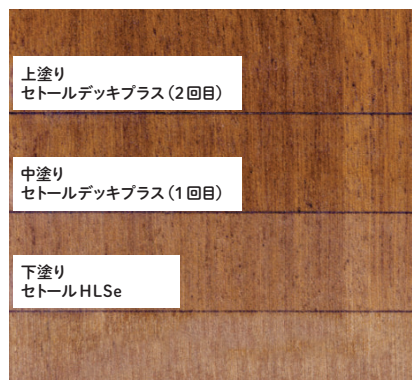 上塗り
セトールデッキプラス（2回目）
中塗り
セトールデッキプラス（1回目）
下塗り
セトールHLSe